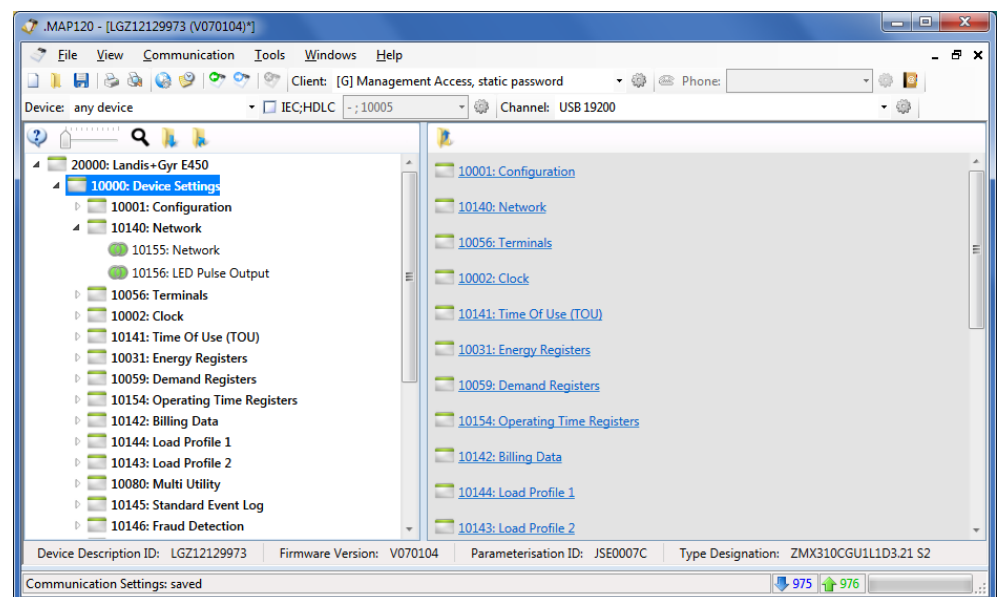 .MAP120 - [LGZ12129973 (V070104)*]
File View Communication Tools Windows Help
Client: [G] Management Access, static password Phone:
Device: any device IEC;HDLC - ; 10005 Channel: USB 19200
20000: Landis+Gyr E450
10000: Device Settings
10001: Configuration
10140: Network
10155: Network
10156: LED Pulse Output
10056: Terminals
10002: Clock
10141: Time Of Use (TOU)
10031: Energy Registers
10059: Demand Registers
10154: Operating Time Registers
10142: Billing Data
10144: Load Profile 1
10143: Load Profile 2
10080: Multi Utility
10145: Standard Event Log
10146: Fraud Detection
10001: Configuration
10140: Network
10056: Terminals
10002: Clock
10141: Time Of Use (TOU)
10031: Energy Registers
10059: Demand Registers
10154: Operating Time Registers
10142: Billing Data
10144: Load Profile 1
10143: Load Profile 2
Device Description ID: LGZ12129973 Firmware Version: V070104 Parameterisation ID: JSE0007C Type Designation: ZMX310CGU1L1D3.21 S2
Communication Settings: saved 975 976